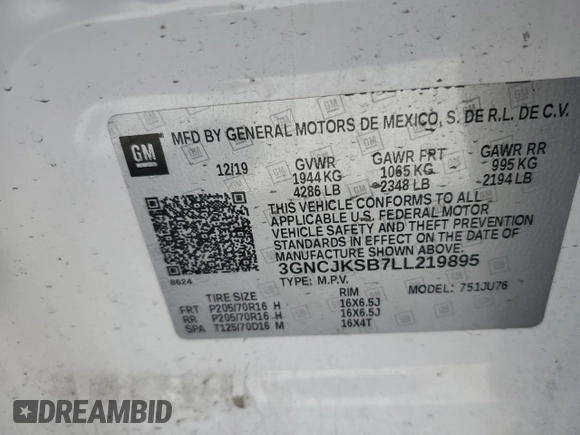 GM
MFD BY GENERAL MOTORS DE MEXICO, S. DE R.L. DE C.V.
12/19 GVWR GAWR FRT GAWR RR
1944 KG 1065 KG 995 KG
4286 LB 2348 LB 2194 LB
THIS VEHICLE CONFORMS TO ALL
APPLICABLE U.S. FEDERAL MOTOR
VEHICLE SAFETY AND THEFT PREVENTION
STANDARDS IN EFFECT ON THE DATE OF
MANUFACTURE SHOWN ABOVE.
3GNCJKSB7LL219895
8624 TYPE: M.P.V. MODEL: 751JU76
TIRE SIZE RIM
FRT P205/70R16 H 16X6.5J
RR P205/70R16 H 16X6.5J
SPA T125/70D16 M 16X4T
DREAMBID